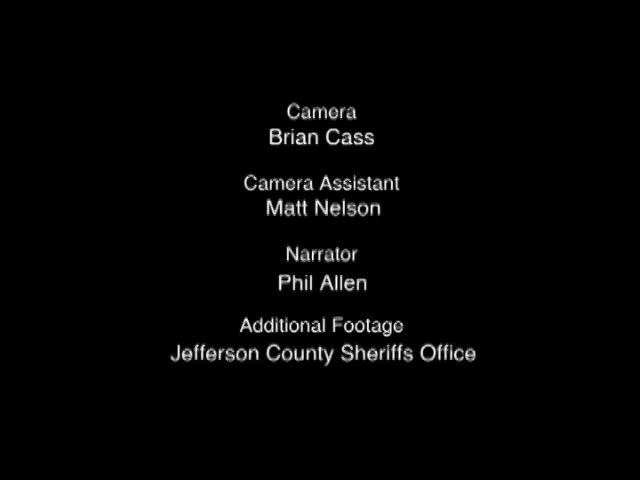 Camera
Brian Cass
Camera Assistant
Matt Nelson
Narrator
Phil Allen
Additional Footage
Jefferson County Sheriffs Office